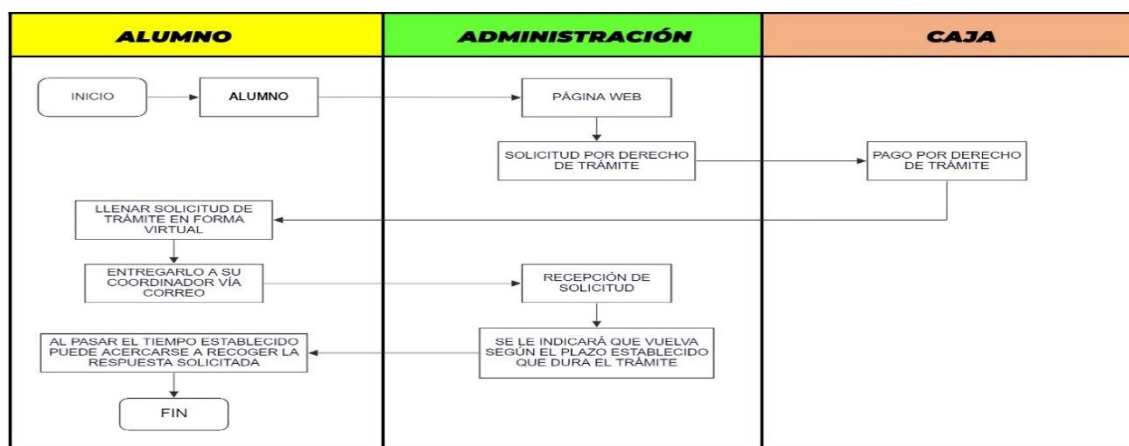 ALUMNO
ADMINISTRACIÓN
CAJA
INICIO
ALUMNO
PÁGINA WEB
SOLICITUD POR DERECHO
DE TRÁMITE
PAGO POR DERECHO
DE TRÁMITE
LLENAR SOLICITUD DE
TRÁMITE EN FORMA
VIRTUAL
ENTREGARLO A SU
COORDINADOR VÍA
CORREO
RECEPCIÓN DE
SOLICITUD
SE LE INDICARÁ QUE VUELVA
SEGÚN EL PLAZO ESTABLECIDO
QUE DURA EL TRÁMITE
AL PASAR EL TIEMPO ESTABLECIDO
PUEDE ACERCARSE A RECOGER LA
RESPUESTA SOLICITADA
FIN